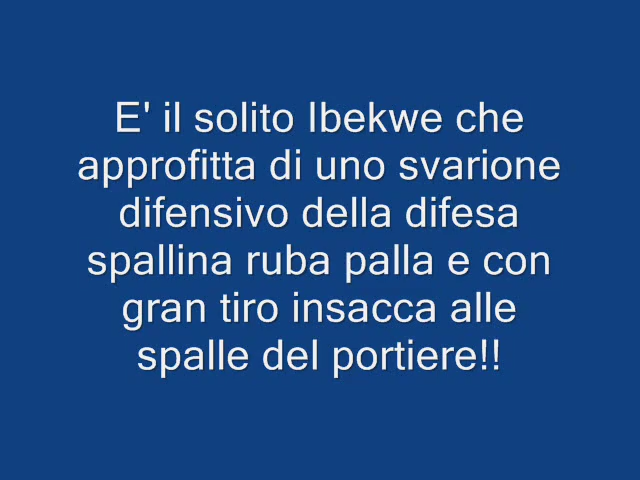 E' il solito Ibekwe che
approfitta di uno svarione
difensivo della difesa
spallina ruba palla e con
gran tiro insacca alle
spalle del portiere!!